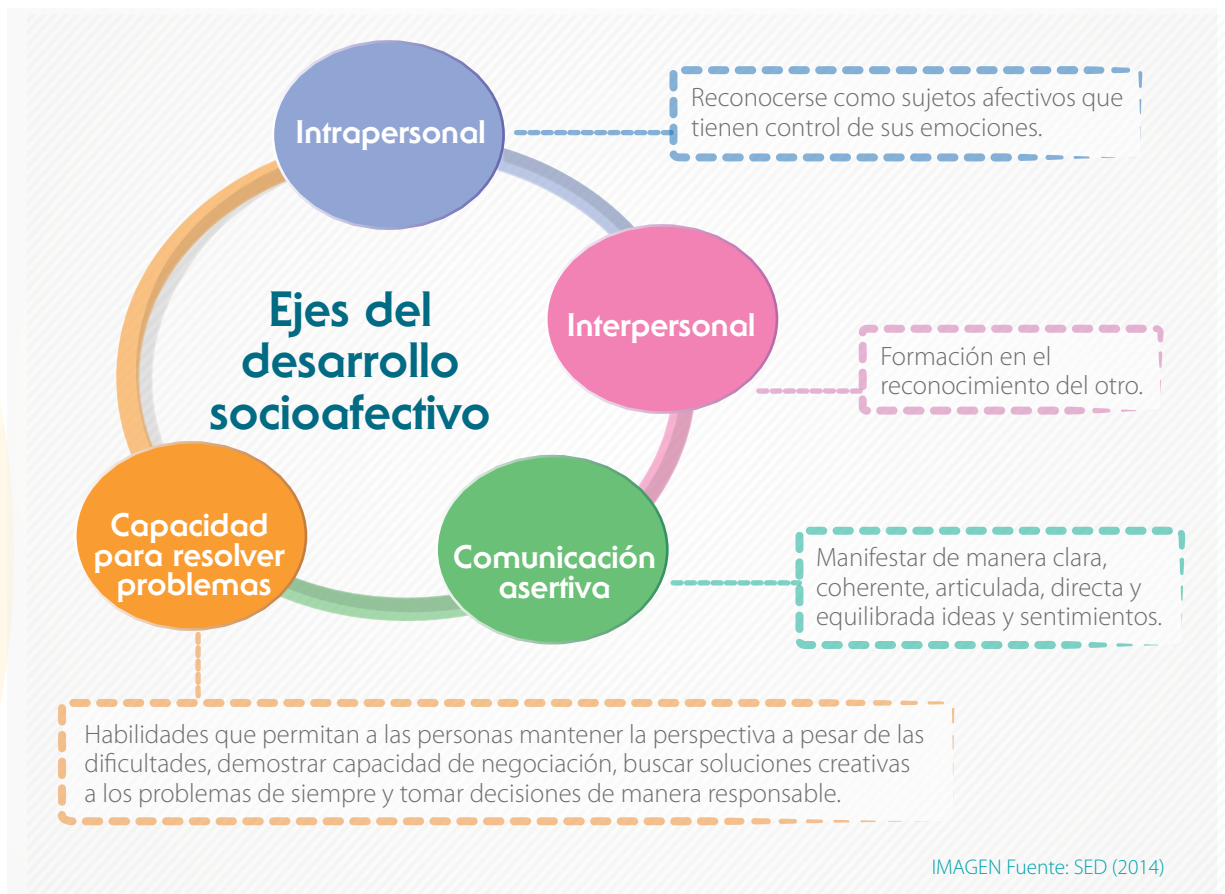 Intrapersonal
Reconocerse como sujetos afectivos que
tienen control de sus emociones.
Ejes del
desarrollo
socioafectivo
Interpersonal
Formación en el
reconocimiento del otro.
Comunicación
asertiva
Manifestar de manera clara,
coherente, articulada, directa y
equilibrada ideas y sentimientos.
Capacidad
para resolver
problemas
Habilidades que permitan a las personas mantener la perspectiva a pesar de las
dificultades, demostrar capacidad de negociación, buscar soluciones creativas
a los problemas de siempre y tomar decisiones de manera responsable.
IMAGEN Fuente: SED (2014)